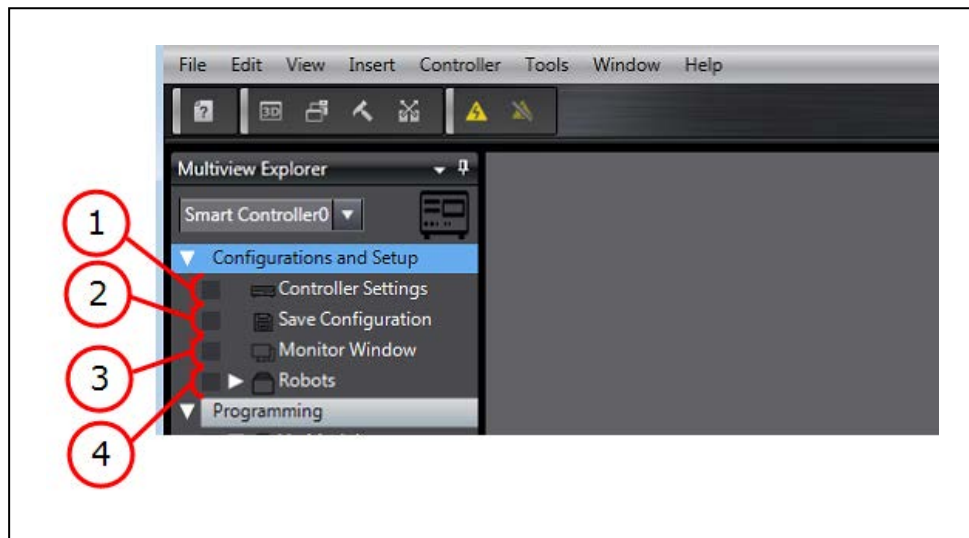 File Edit View Insert Controller Tools Window Help
? 3D
Multiview Explorer
Smart Controller0
Configurations and Setup
1
Controller Settings
2
Save Configuration
3
Monitor Window
4
Robots
Programming